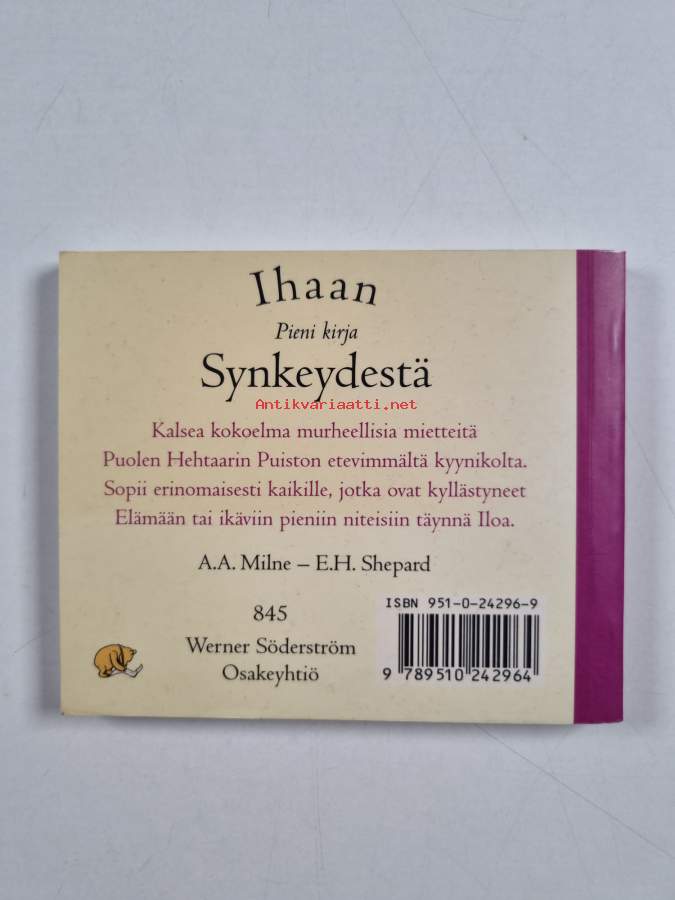 Ihaan
Pieni kirja
Synkeydestä
Antikvariaatti.net
Kalsea kokoelma murheellisia mietteitä
Puolen Hehtaarin Puiston etevimmältä kyynikolta.
Sopii erinomaisesti kaikille, jotka ovat kyllästyneet
Elämään tai ikäviin pieniin niteisiin täynnä Iloa.
A.A. Milne – E.H. Shepard
845
Werner Söderström
Osakeyhtiö
ISBN 951-0-24296-9
9 789510 242964